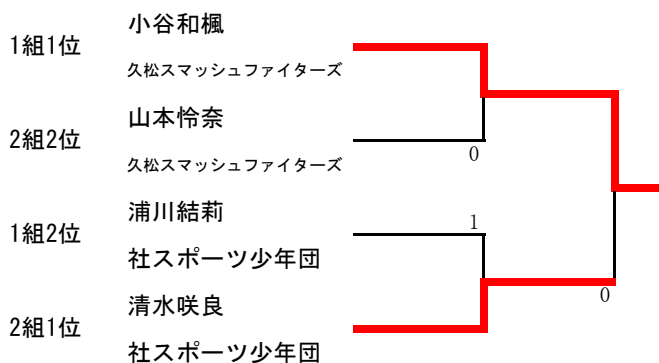 小谷和楓
1組1位
久松スマッシュファイターズ
山本怜奈
2組2位
久松スマッシュファイターズ
0
浦川結莉
1組2位
1
社スポーツ少年団
清水咲良
0
2組1位
社スポーツ少年団